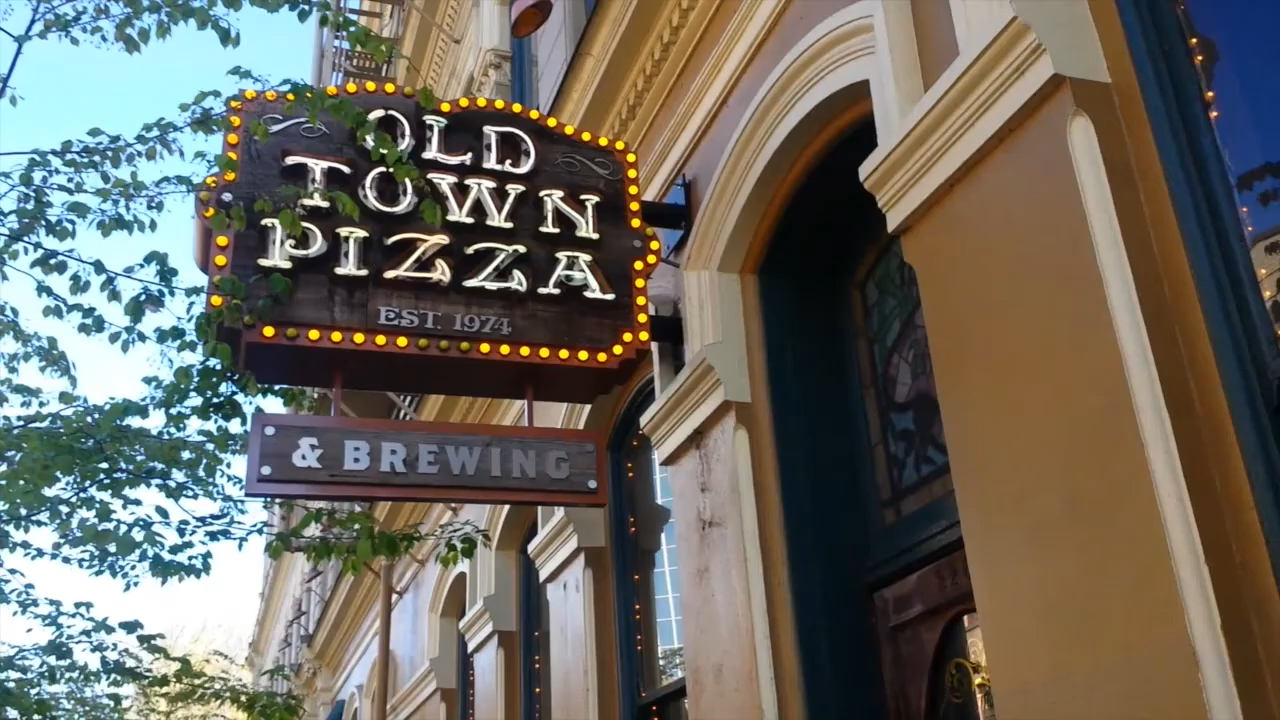 OLD
TOWN
PIZZA
EST. 1974
& BREWING